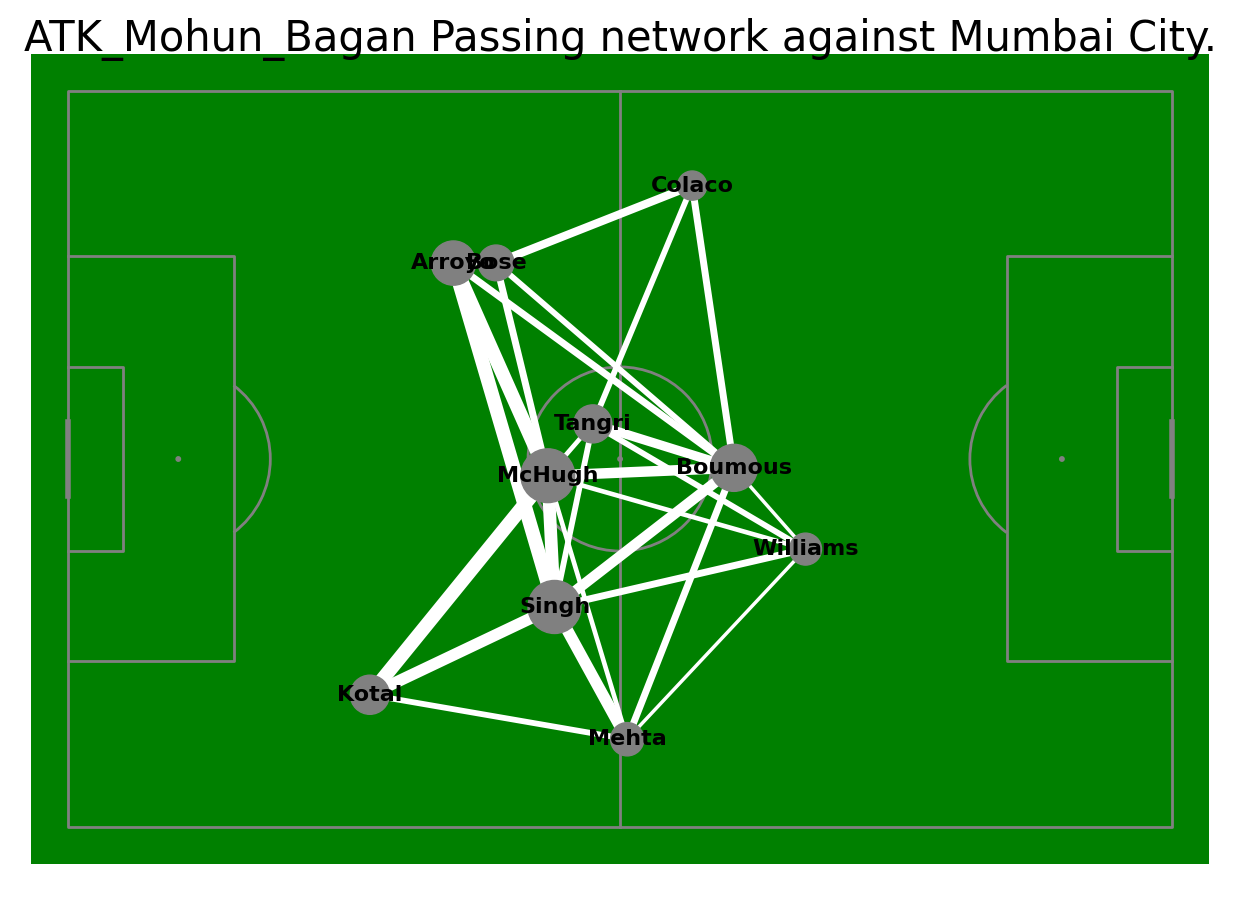 ATK_Mohun_Bagan Passing network against Mumbai City.
Colaco
Arroyo
Bose
Tangri
Boumous
McHugh
Williams
Singh
Kotal
Mehta